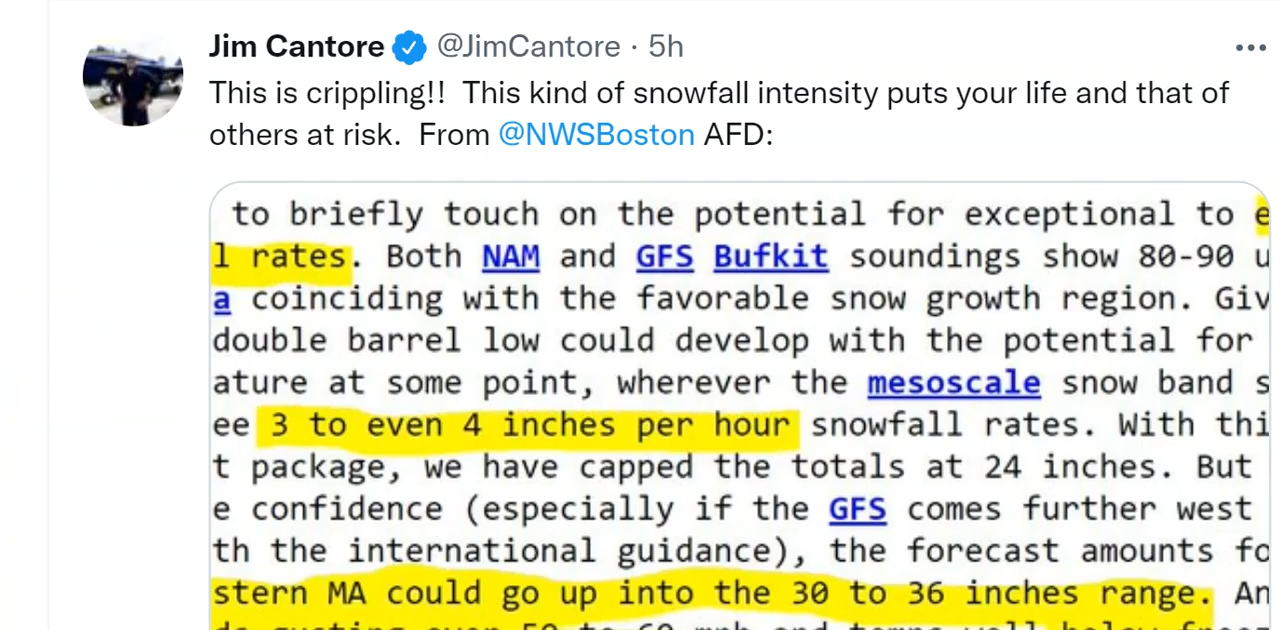 Jim Cantore @JimCantore · 5h
This is crippling!! This kind of snowfall intensity puts your life and that of
others at risk. From @NWSBoston AFD:
to briefly touch on the potential for exceptional to e
l rates. Both NAM and GFS Bufkit soundings show 80-90 u
a coinciding with the favorable snow growth region. Giv
double barrel low could develop with the potential for
ature at some point, wherever the mesoscale snow band s
ee 3 to even 4 inches per hour snowfall rates. With thi
t package, we have capped the totals at 24 inches. But
e confidence (especially if the GFS comes further west
th the international guidance), the forecast amounts fo
stern MA could go up into the 30 to 36 inches range. An